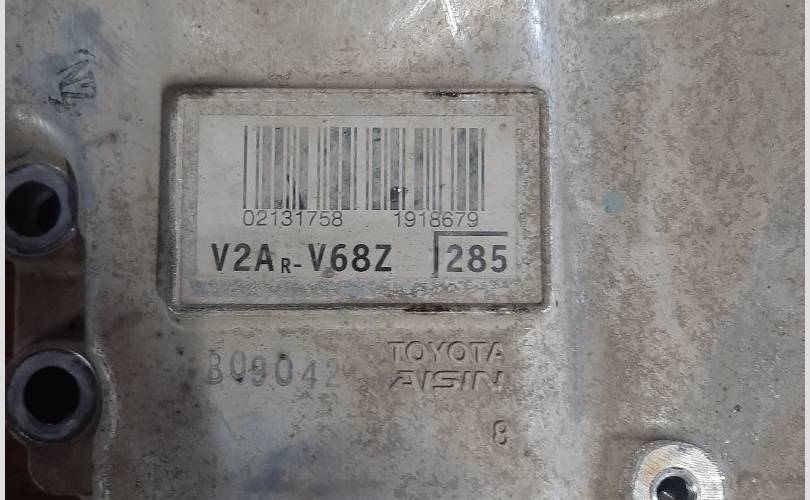 02131758 1918679
V2AR-V68Z 285
B09042
TOYOTA
AISIN
8